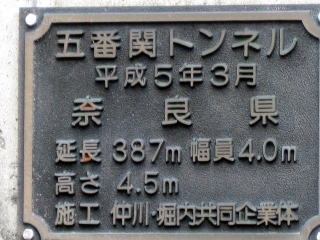 五番関トンネル
平成5年3月
奈良県
延長 387m 幅員 4.0m
高さ 4.5m
施工 仲川・堀内共同企業体